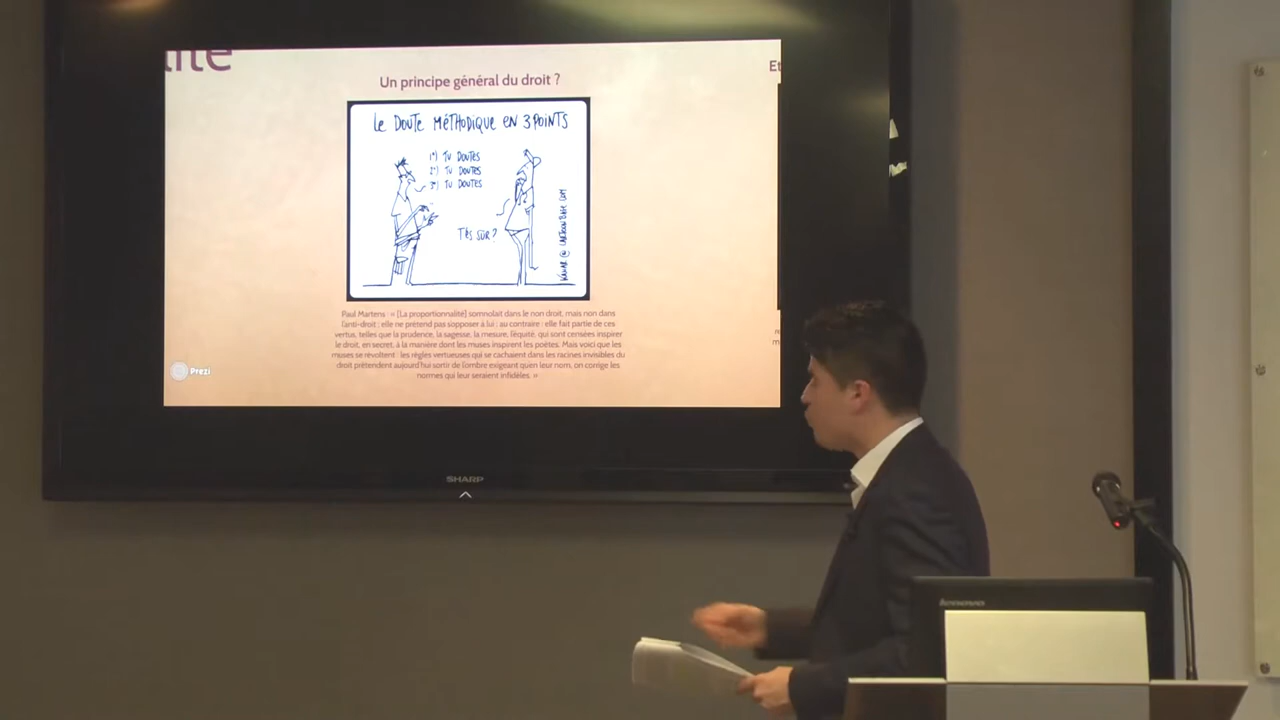 lité
Un principe général du droit ?
Et
Le DOUTE MÉTHODIQUE EN 3 POINTS
1°) TU DOUTES
2°) TU DOUTES
3°) TU DOUTES
T'ES SÛR ?
@ CARTOONBASE.COM
Paul Martens : « [La proportionnalité] somnolait dans le non droit, mais non dans
l'anti-droit ; elle ne prétend pas s'opposer à lui ; au contraire : elle fait partie de ces
vertus, telles que la prudence, la sagesse, la mesure, l'équité, qui sont censées inspirer
le droit, en secret, à la manière dont les muses inspirent les poètes. Mais voici que les
muses se révoltent : les règles vertueuses qui se cachaient dans les racines invisibles du
droit prétendent aujourd'hui sortir de l'ombre exigeant qu'en leur nom, on corrige les
normes qui leur seraient infidèles. »
Prezi
SHARP
lenovo